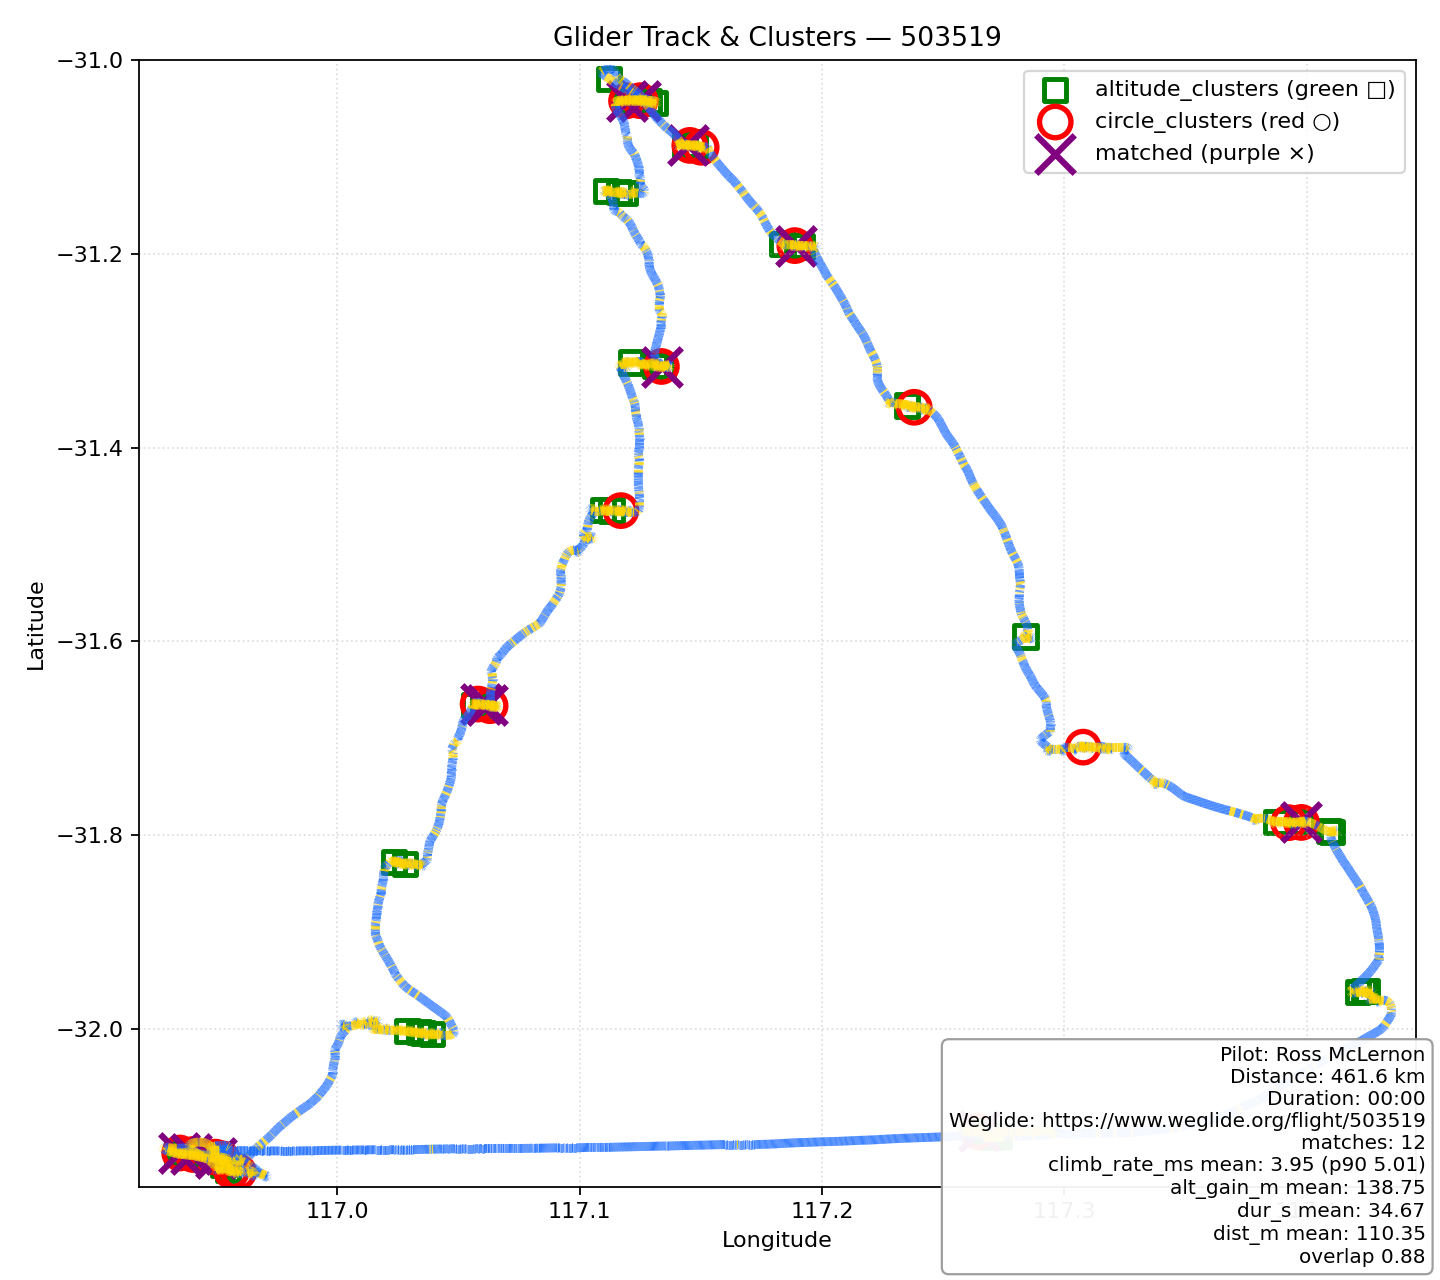 Glider Track & Clusters — 503519
altitude_clusters (green □)
circle_clusters (red ○)
matched (purple ×)
−31.0
−31.2
−31.4
−31.6
−31.8
−32.0
Latitude
117.0
117.1
117.2
117.3
Longitude
Pilot: Ross McLernon
Distance: 461.6 km
Duration: 00:00
Weglide: https://www.weglide.org/flight/503519
matches: 12
climb_rate_ms mean: 3.95 (p90 5.01)
alt_gain_m mean: 138.75
dur_s mean: 34.67
dist_m mean: 110.35
overlap 0.88